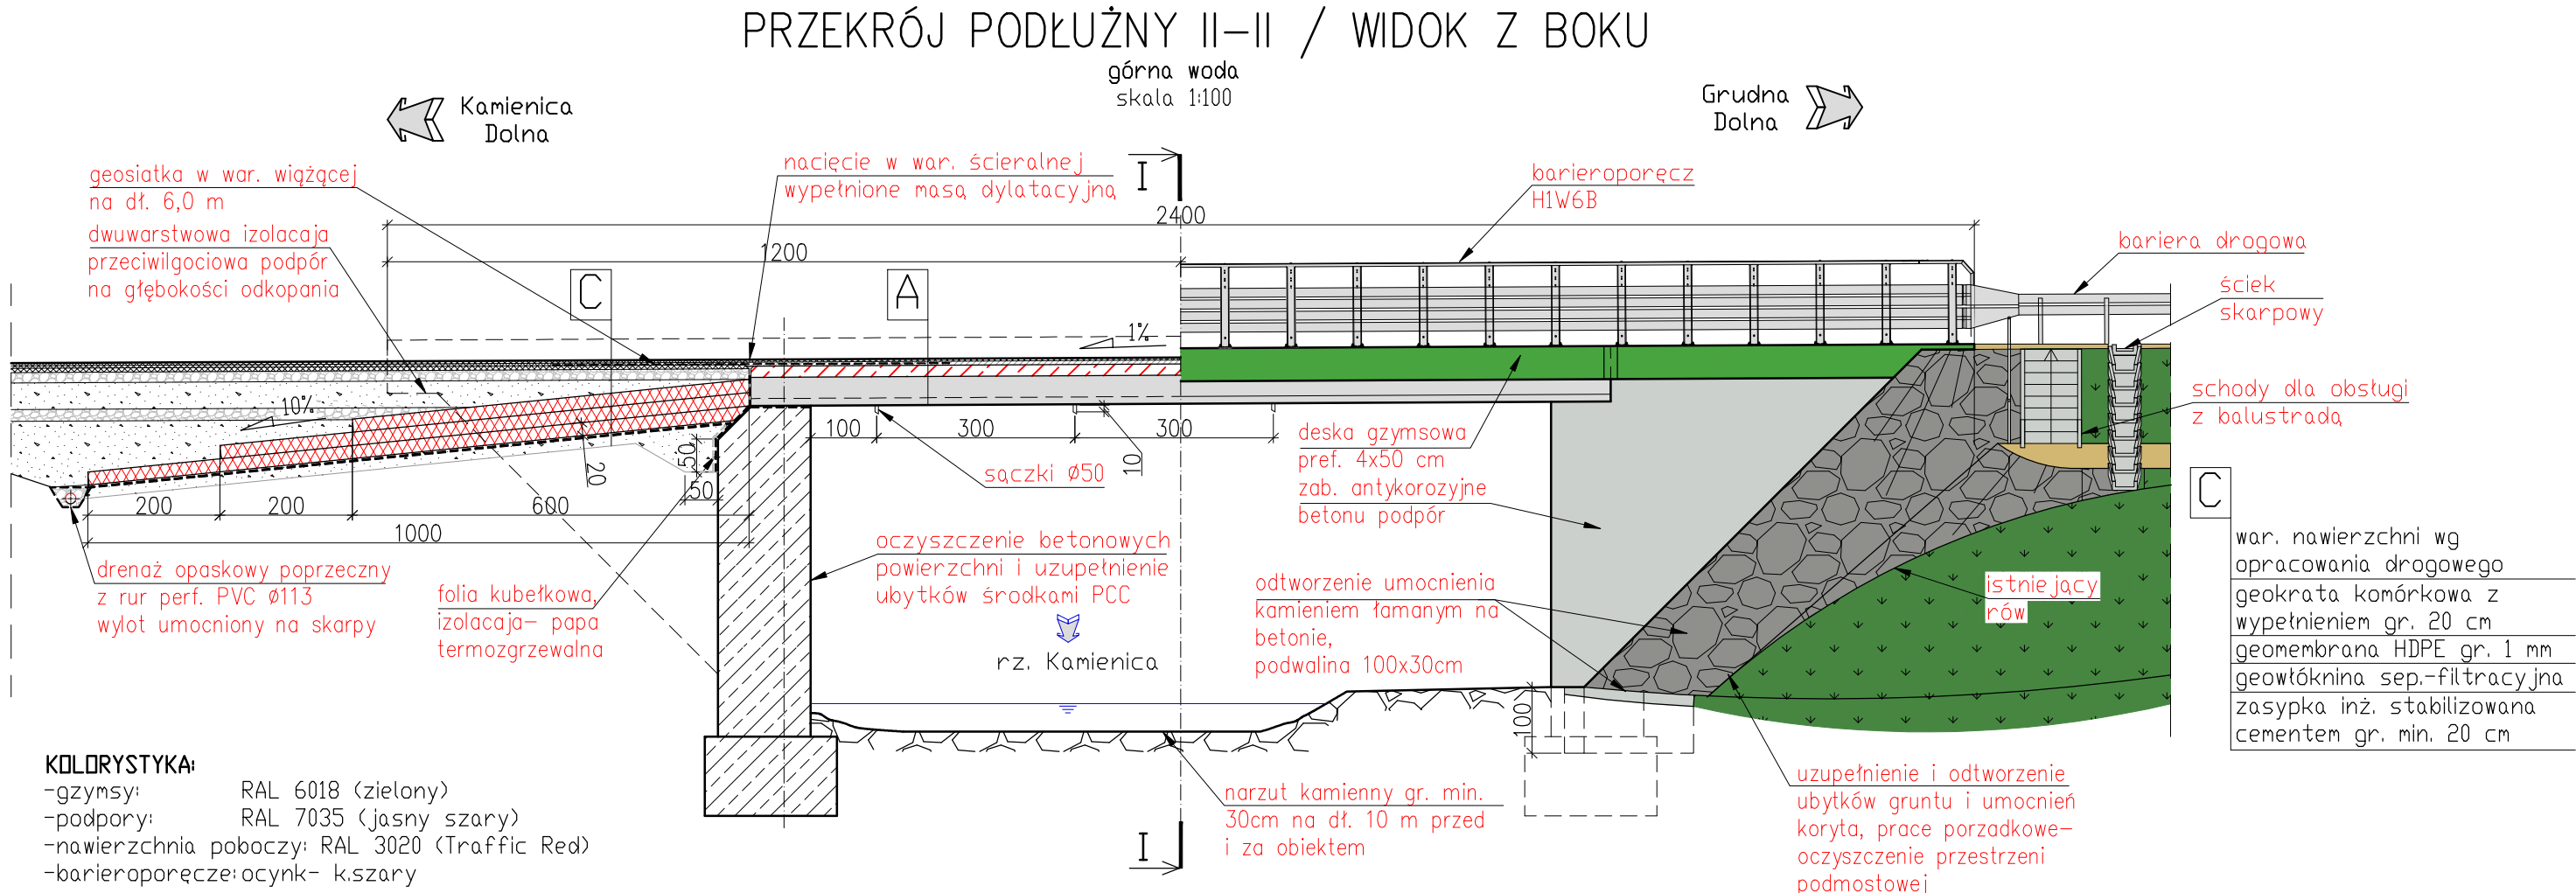 PRZEKRÓJ PODŁUŻNY II-II / WIDOK Z BOKU
górna woda
skala 1:100
Kamienica
Dolna
Grudna
Dolna
geosiatka w war. wiążącej
na dł. 6,0 m
dwuwarstwowa izolacaja
przeciwilgociowa podpór
na głębokości odkopania
nacięcie w war. ścieralnej
wypełnione masą dylatacyjną
I
barieroporęcz
H1W6B
2400
1200
bariera drogowa
ściek
skarpowy
C
A
1%
10%
schody dla obsługi
z balustradą
100
300
300
10
sączki Ø50
deska gzymsowa
pref. 4x50 cm
zab. antykorozyjne
betonu podpór
50
50
20
200
200
600
1000
drenaż opaskowy poprzeczny
z rur perf. PVC Ø113
wylot umocniony na skarpy
folia kubełkowa,
izolacaja- papa
termozgrzewalna
oczyszczenie betonowych
powierzchni i uzupełnienie
ubytków środkami PCC
rz. Kamienica
odtworzenie umocnienia
kamieniem łamanym na
betonie,
podwalina 100x30cm
istniejący
rów
100
C
war. nawierzchni wg
opracowania drogowego
geokrata komórkowa z
wypełnieniem gr. 20 cm
geomembrana HDPE gr. 1 mm
geowłóknina sep.-filtracyjna
zasypka inż. stabilizowana
cementem gr. min. 20 cm
KOLORYSTYKA:
-gzymsy: RAL 6018 (zielony)
-podpory: RAL 7035 (jasny szary)
-nawierzchnia poboczy: RAL 3020 (Traffic Red)
-barieroporęcze: ocynk- k.szary
narzut kamienny gr. min.
30cm na dł. 10 m przed
i za obiektem
I
uzupełnienie i odtworzenie
ubytków gruntu i umocnień
koryta, prace porzadkowe-
oczyszczenie przestrzeni
podmostowej